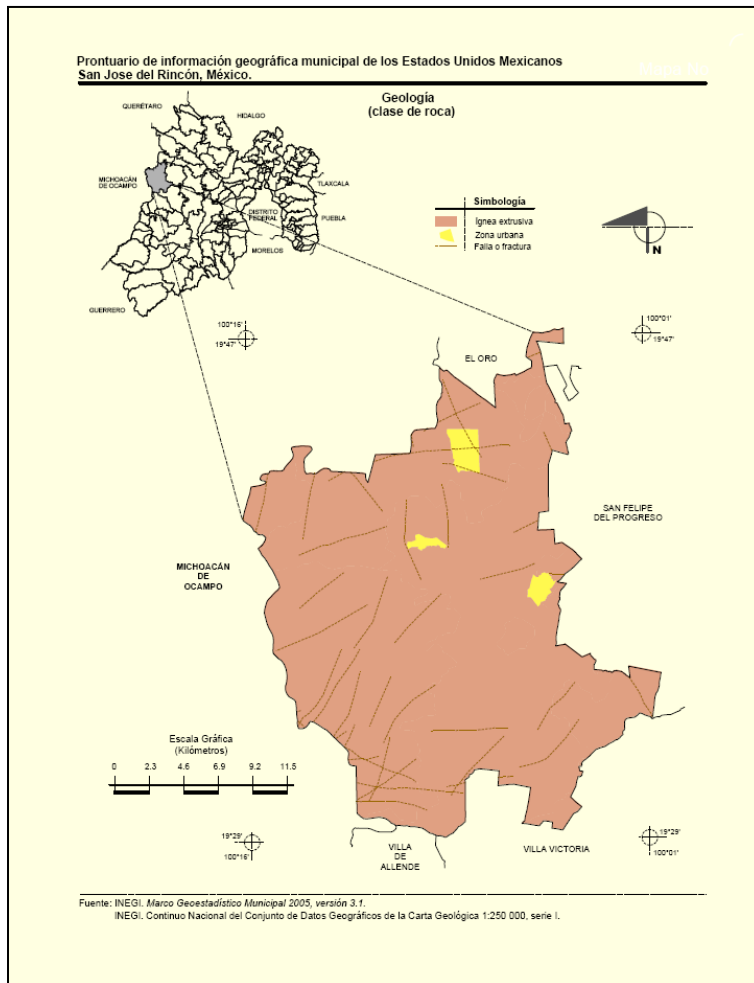 Prontuario de información geográfica municipal de los Estados Unidos Mexicanos
San Jose del Rincón, México.
Geología
(clase de roca)
QUERÉTARO
HIDALGO
MICHOACÁN
DE OCAMPO
TLAXCALA
DISTRITO
FEDERAL
PUEBLA
MORELOS
GUERRERO
Simbología
Ignea extrusiva
Zona urbana
Falla o fractura
N
100°16'
19°47'
100°01'
19°47'
EL ORO
SAN FELIPE
DEL PROGRESO
MICHOACÁN
DE
OCAMPO
Escala Gráfica
(Kilómetros)
0 2.3 4.6 6.9 9.2 11.5
19°29'
100°16'
VILLA
DE
ALLENDE
VILLA VICTORIA
19°29'
100°01'
Fuente: INEGI. Marco Geoestadístico Municipal 2005, versión 3.1.
INEGI. Continuo Nacional del Conjunto de Datos Geográficos de la Carta Geológica 1:250 000, serie I.